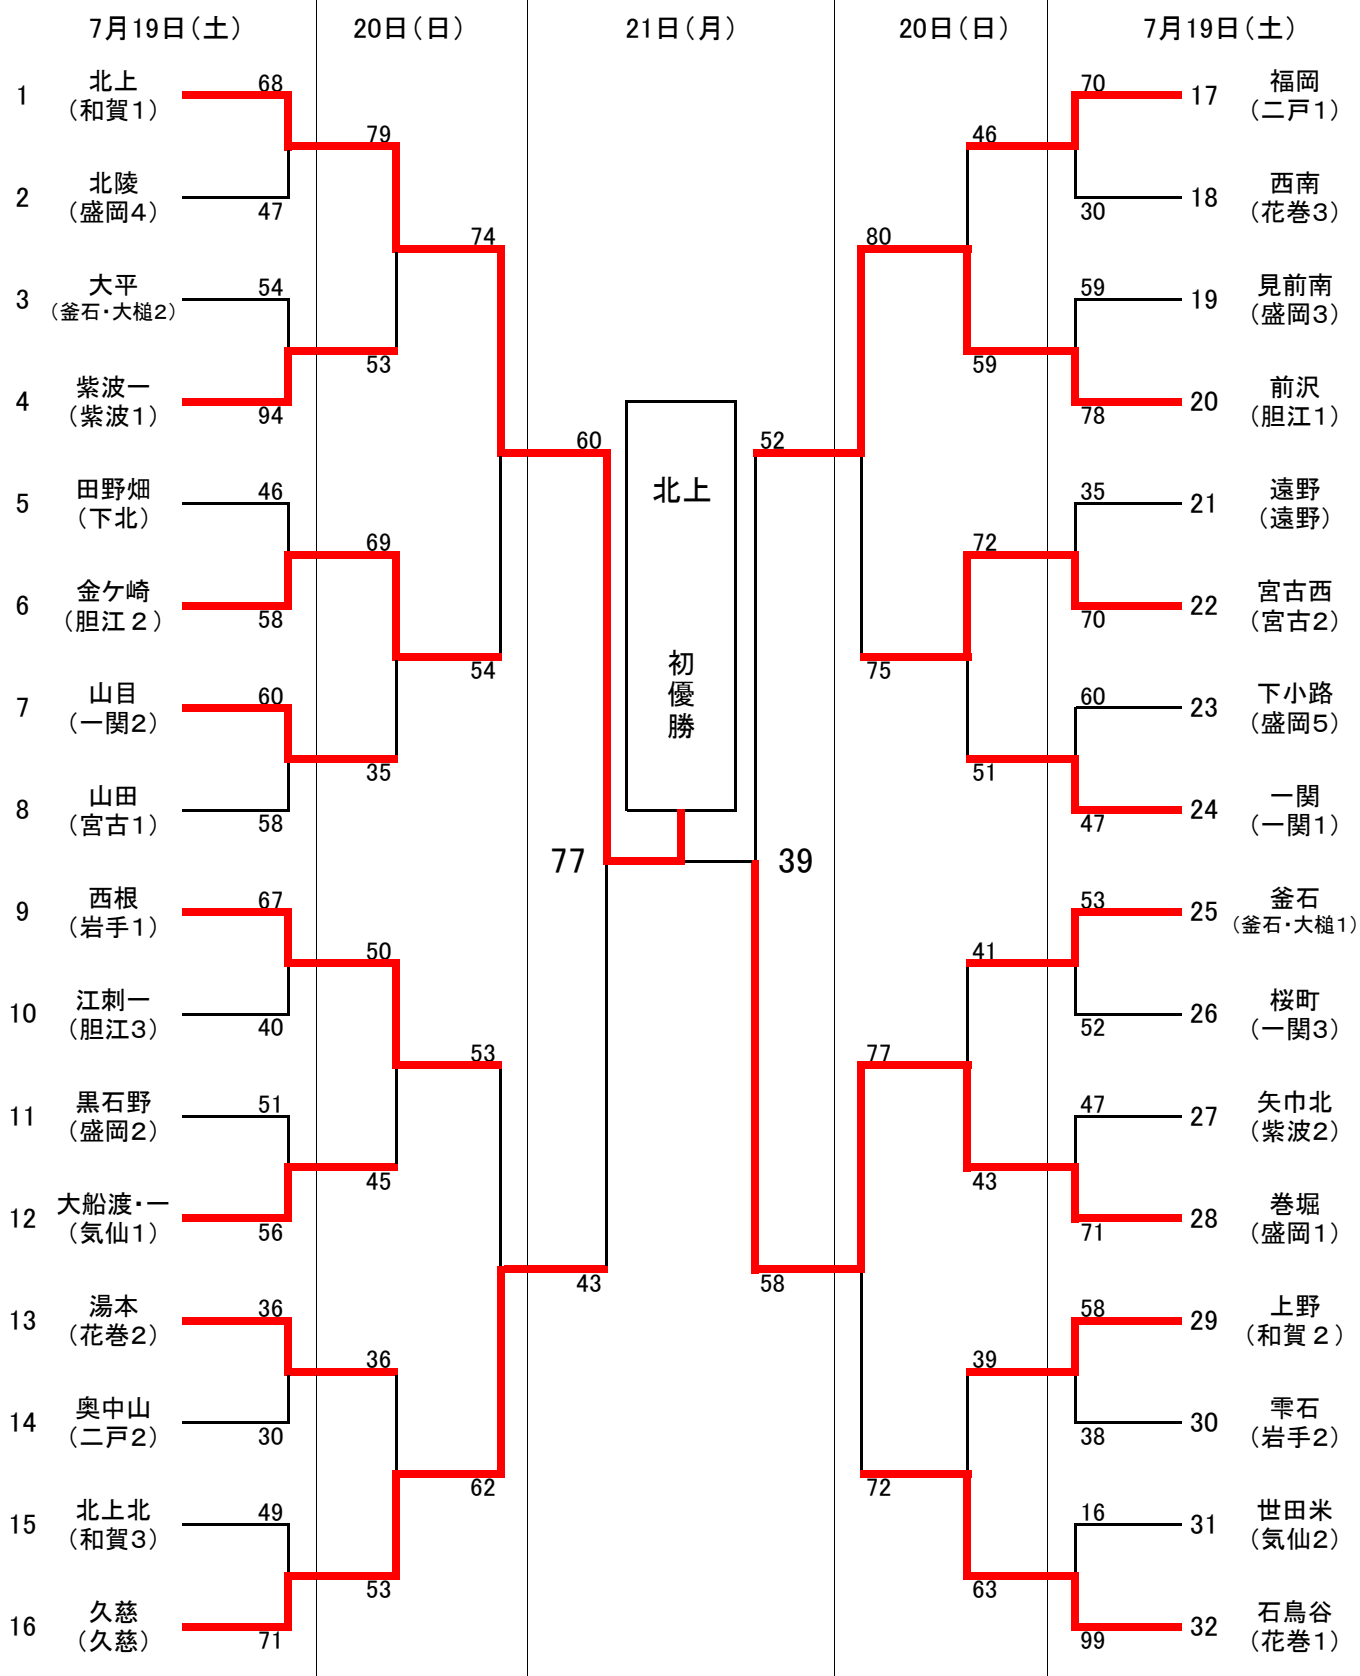 7月19日(土) 20日(日) 21日(月) 20日(日) 7月19日(土)
1 北上 (和賀1) 68
79
2 北陵 (盛岡4) 47
74
3 大平 (釜石・大槌2) 54
53
4 紫波一 (紫波1) 94
60
5 田野畑 (下北) 46
69
6 金ケ崎 (胆江2) 58
54
7 山目 (一関2) 60
35
8 山田 (宮古1) 58
77
9 西根 (岩手1) 67
50
10 江刺一 (胆江3) 40
53
11 黒石野 (盛岡2) 51
45
12 大船渡・一 (気仙1) 56
43
13 湯本 (花巻2) 36
36
14 奥中山 (二戸2) 30
62
15 北上北 (和賀3) 49
53
16 久慈 (久慈) 71
北上
初優勝
70 17 福岡 (二戸1)
46
30 18 西南 (花巻3)
80
59 19 見前南 (盛岡3)
59
78 20 前沢 (胆江1)
52
35 21 遠野 (遠野)
72
70 22 宮古西 (宮古2)
75
60 23 下小路 (盛岡5)
51
47 24 一関 (一関1)
39
53 25 釜石 (釜石・大槌1)
41
52 26 桜町 (一関3)
77
47 27 矢巾北 (紫波2)
43
71 28 巻堀 (盛岡1)
58
58 29 上野 (和賀2)
39
38 30 雫石 (岩手2)
72
16 31 世田米 (気仙2)
63
99 32 石鳥谷 (花巻1)